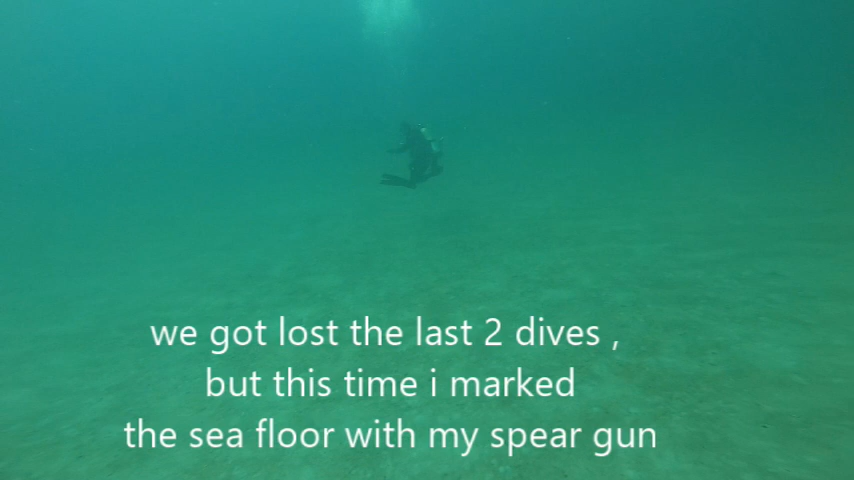 we got lost the last 2 dives ,
but this time i marked
the sea floor with my spear gun